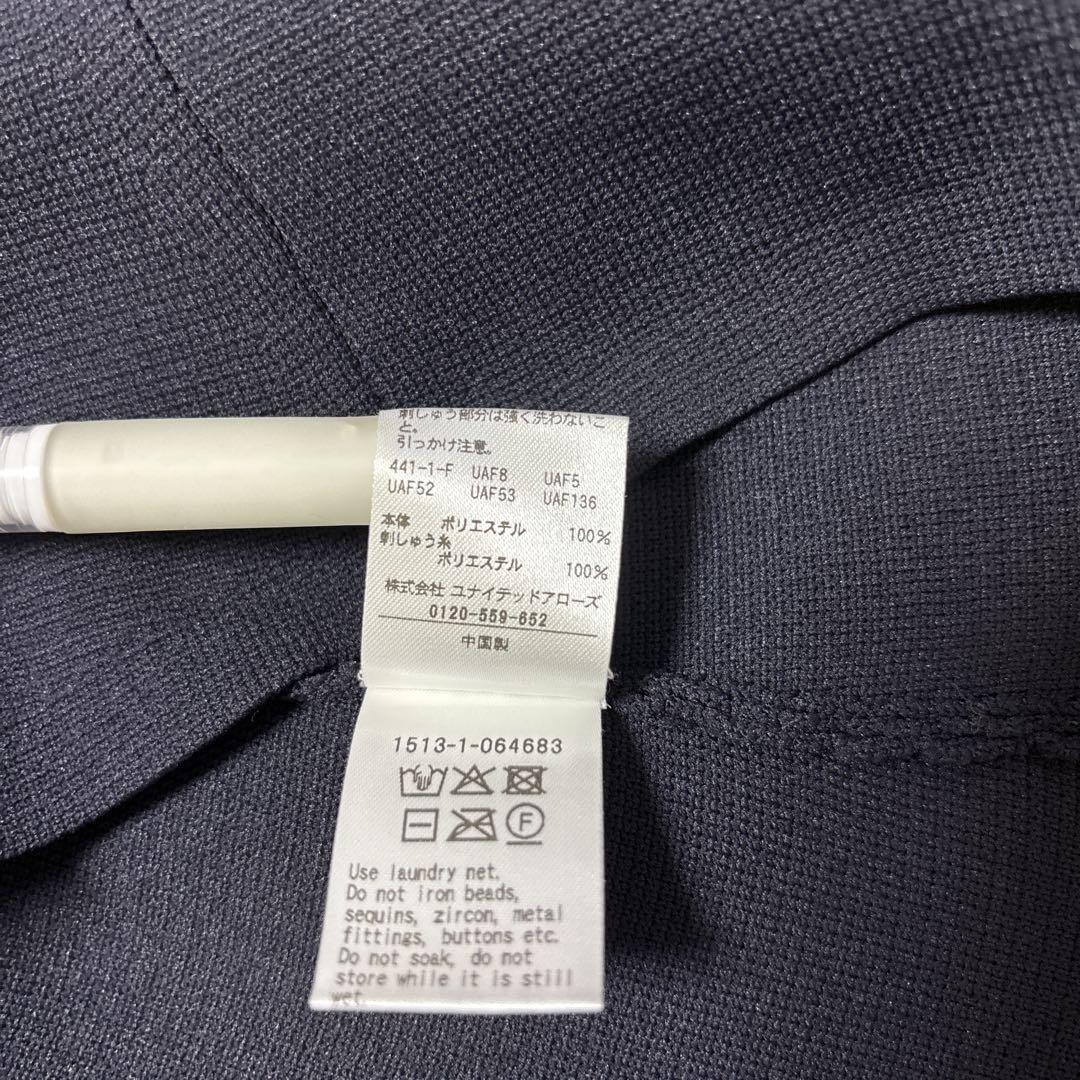 刺しゅう部分は強く洗わないこ
と。
引っかけ注意。
441-1-F UAF8 UAF5
UAF52 UAF53 UAF136
本体 ポリエステル 100%
刺しゅう糸
ポリエステル 100%
株式会社 ユナイテッドアローズ
0120-559-652
中国製
1513-1-064683
F
Use laundry net.
Do not iron beads,
sequins, zircon, metal
fittings, buttons etc.
Do not soak, do not
store while it is still
wet.